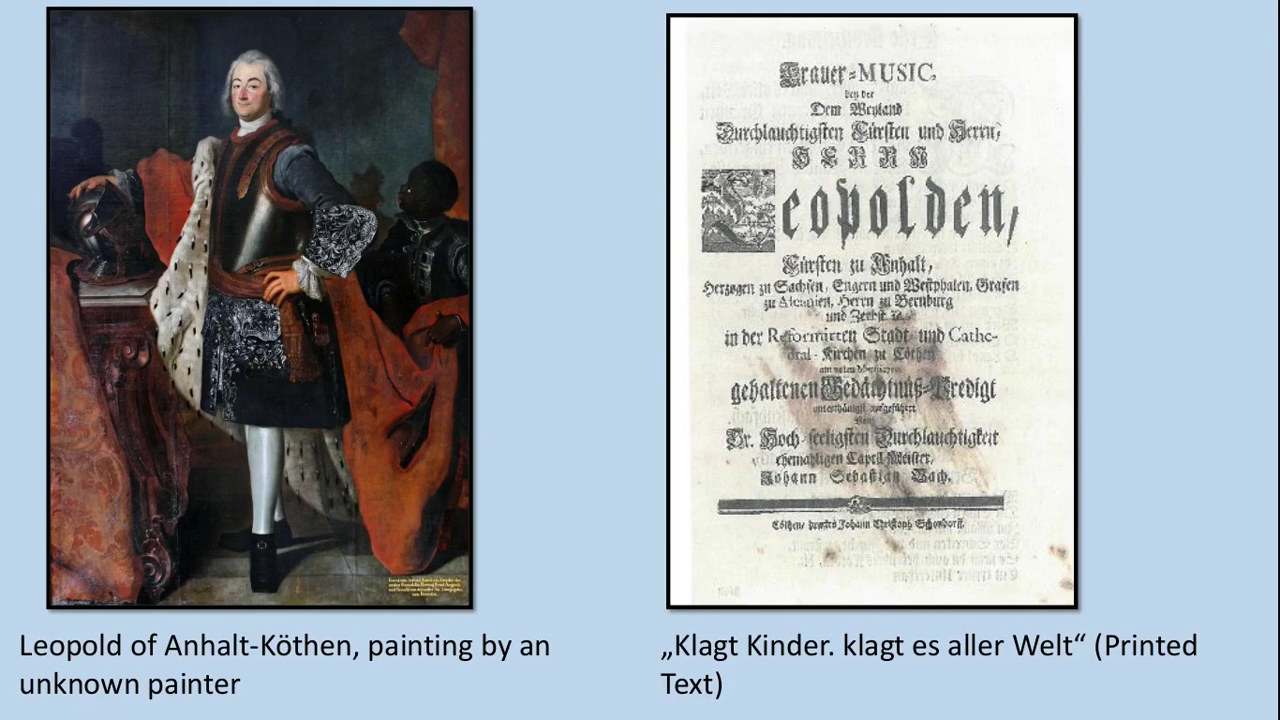 Trauer-MUSIC,
bey der
Dem Weyland
Durchlauchtigsten Fürsten und Herrn,
HERRN
Leopolden,
Fürsten zu Anhalt,
Herzogen zu Sachsen, Engern und Westphalen, Grafen
zu Ascanien, Herrn zu Bernburg
und Zerbst &c.
in der Reformirten Stadt- und Cathe-
dral-Kirchen zu Cöthen
gehaltenen Gedächtnüß-Predigt
unterthänigst aufgeführet
von
Sr. Hoch-seeligsten Durchlauchtigkeit
ehemahligen Capell-Meister,
Johann Sebastian Bach.
Cöthen, Johann Christoph Schondorff.
Leopold of Anhalt-Köthen, painting by an
unknown painter
„Klagt Kinder. klagt es aller Welt“ (Printed
Text)